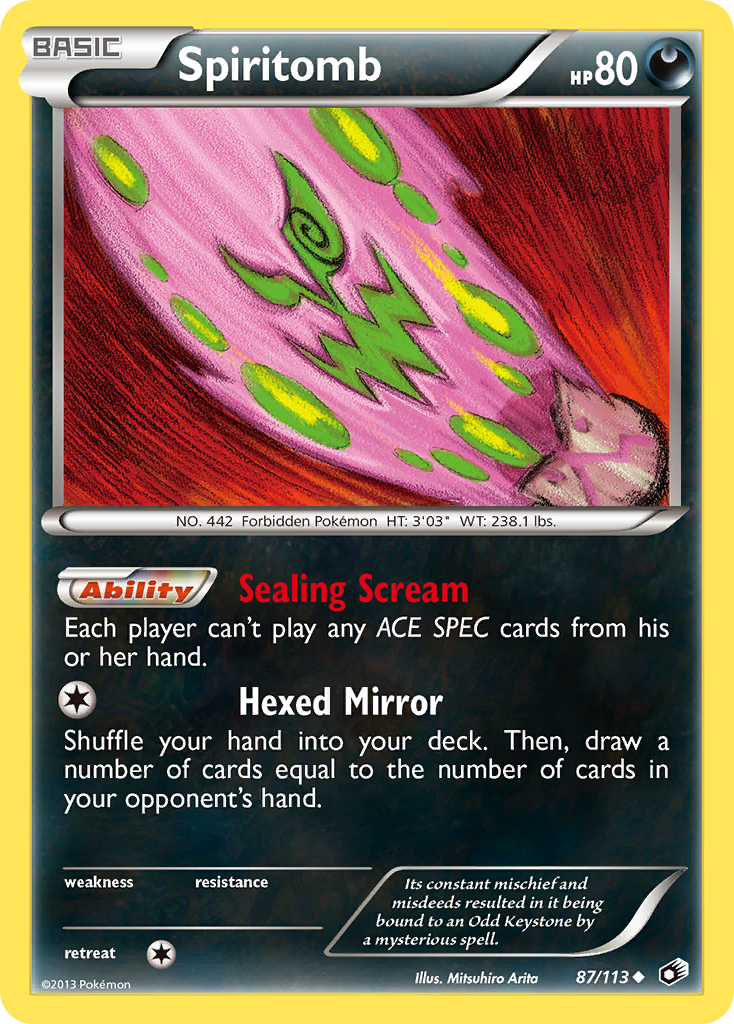 BASIC
Spiritomb
HP80
NO. 442 Forbidden Pokémon HT: 3'03" WT: 238.1 lbs.
Ability Sealing Scream
Each player can't play any ACE SPEC cards from his
or her hand.
Hexed Mirror
Shuffle your hand into your deck. Then, draw a
number of cards equal to the number of cards in
your opponent's hand.
weakness resistance
retreat
Its constant mischief and
misdeeds resulted in it being
bound to an Odd Keystone by
a mysterious spell.
©2013 Pokémon
Illus. Mitsuhiro Arita
87/113